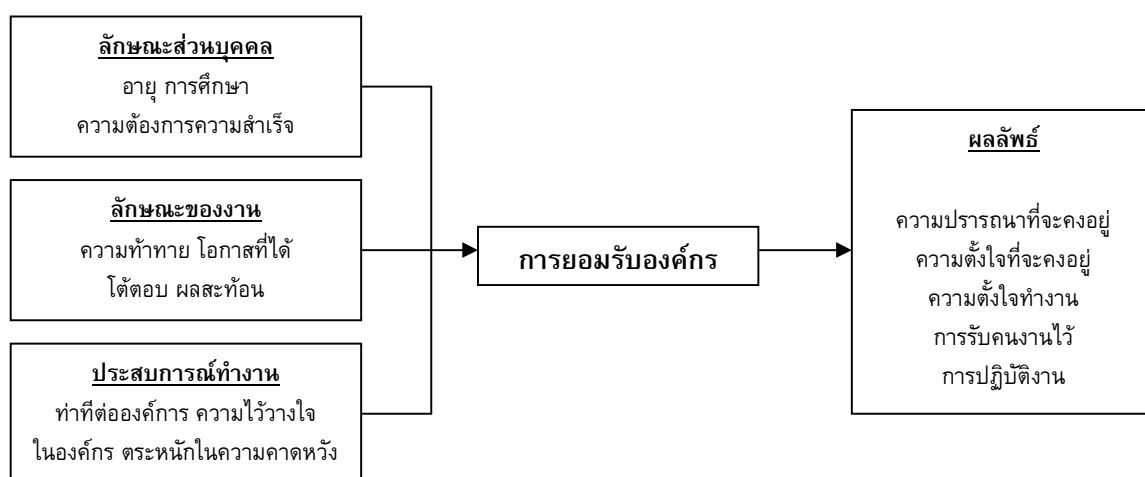 ลักษณะส่วนบุคคล
อายุ การศึกษา
ความต้องการความสำเร็จ
ลักษณะของงาน
ความท้าทาย โอกาสที่ได้
โต้ตอบ ผลสะท้อน
ประสบการณ์ทำงาน
ท่าทีต่อองค์การ ความไว้วางใจ
ในองค์กร ตระหนักในความคาดหวัง
การยอมรับองค์กร
ผลลัพธ์
ความปรารถนาที่จะคงอยู่
ความตั้งใจที่จะคงอยู่
ความตั้งใจทำงาน
การรับคนงานไว้
การปฏิบัติงาน